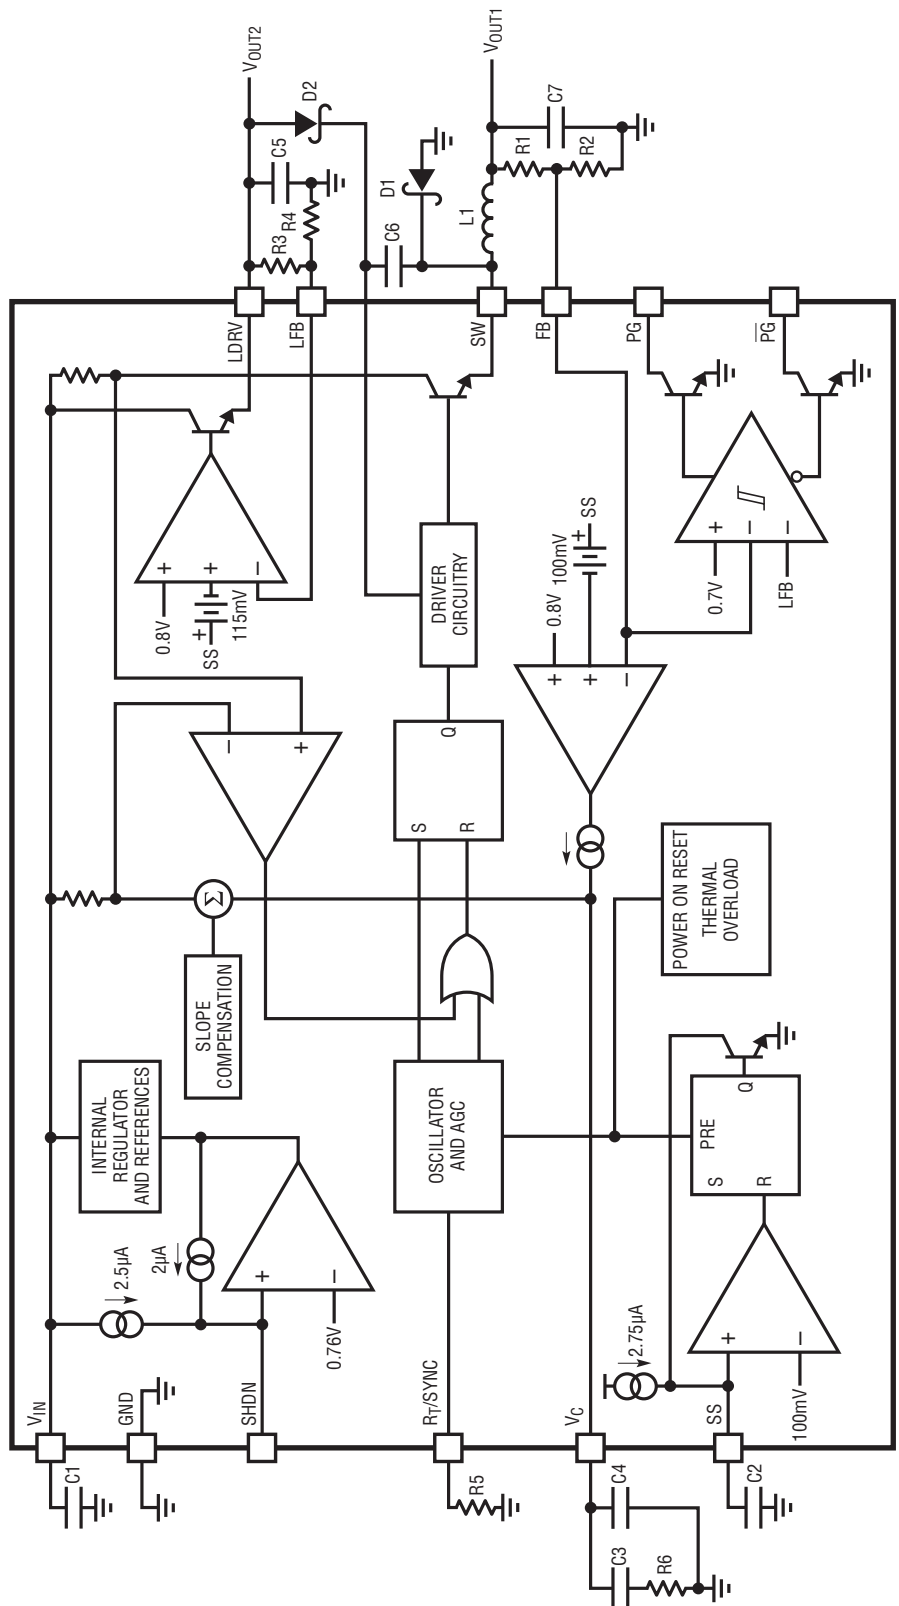 VOUT2
VOUT1
D2
C5
R4
R3
D1
C6
L1
C7
R1
R2
LDRV
LFB
SW
FB
PG
PG
+
+
–
0.8V
+
SS
115mV
DRIVER
CIRCUITRY
0.8V
100mV
+
SS
+
+
–
+
–
–
0.7V
LFB
–
+
Q
S
R
Σ
SLOPE
COMPENSATION
POWER ON RESET
THERMAL
OVERLOAD
INTERNAL
REGULATOR
AND REFERENCES
OSCILLATOR
AND AGC
PRE
Q
S
R
2.5µA
2µA
+
–
0.76V
2.75µA
+
–
100mV
VIN
GND
SHDN
RT/SYNC
VC
SS
C1
R5
C4
C3
R6
C2